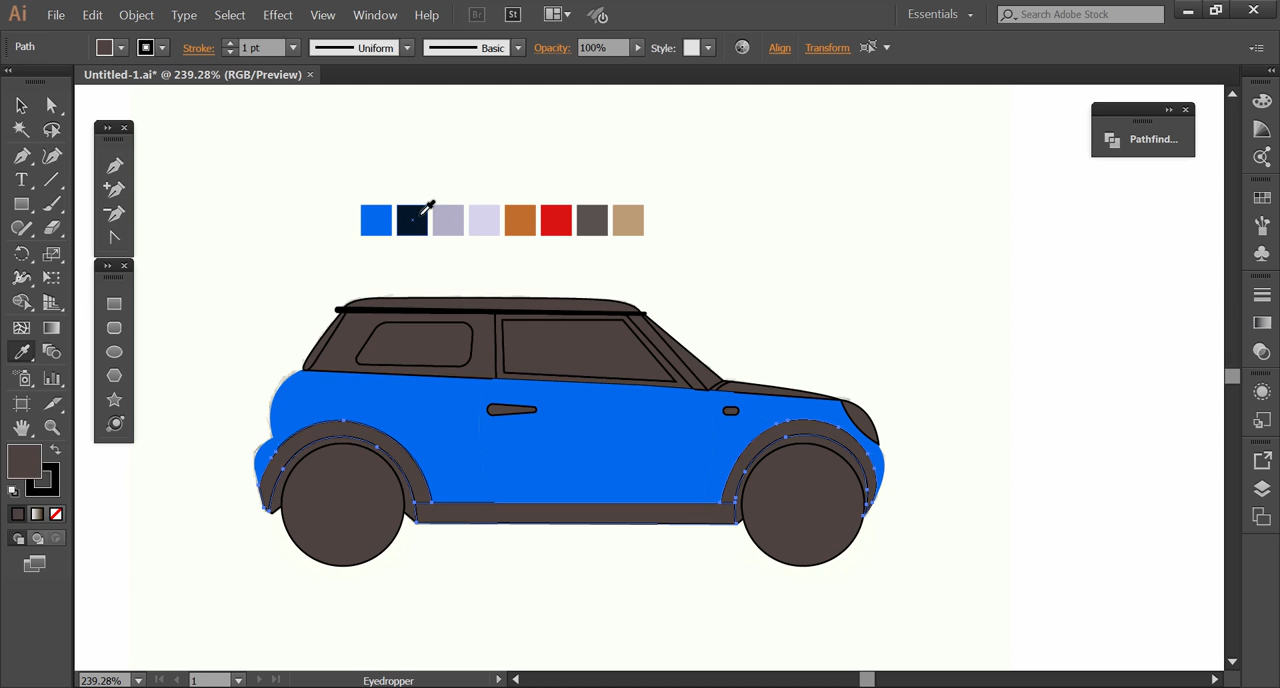 Ai File Edit Object Type Select Effect View Window Help Br St Essentials Search Adobe Stock
Path Stroke: 1 pt Uniform Basic Opacity: 100% Style: Align Transform
Untitled-1.ai* @ 239.28% (RGB/Preview) ×
Pathfind...
T
239.28% 1 Eyedropper